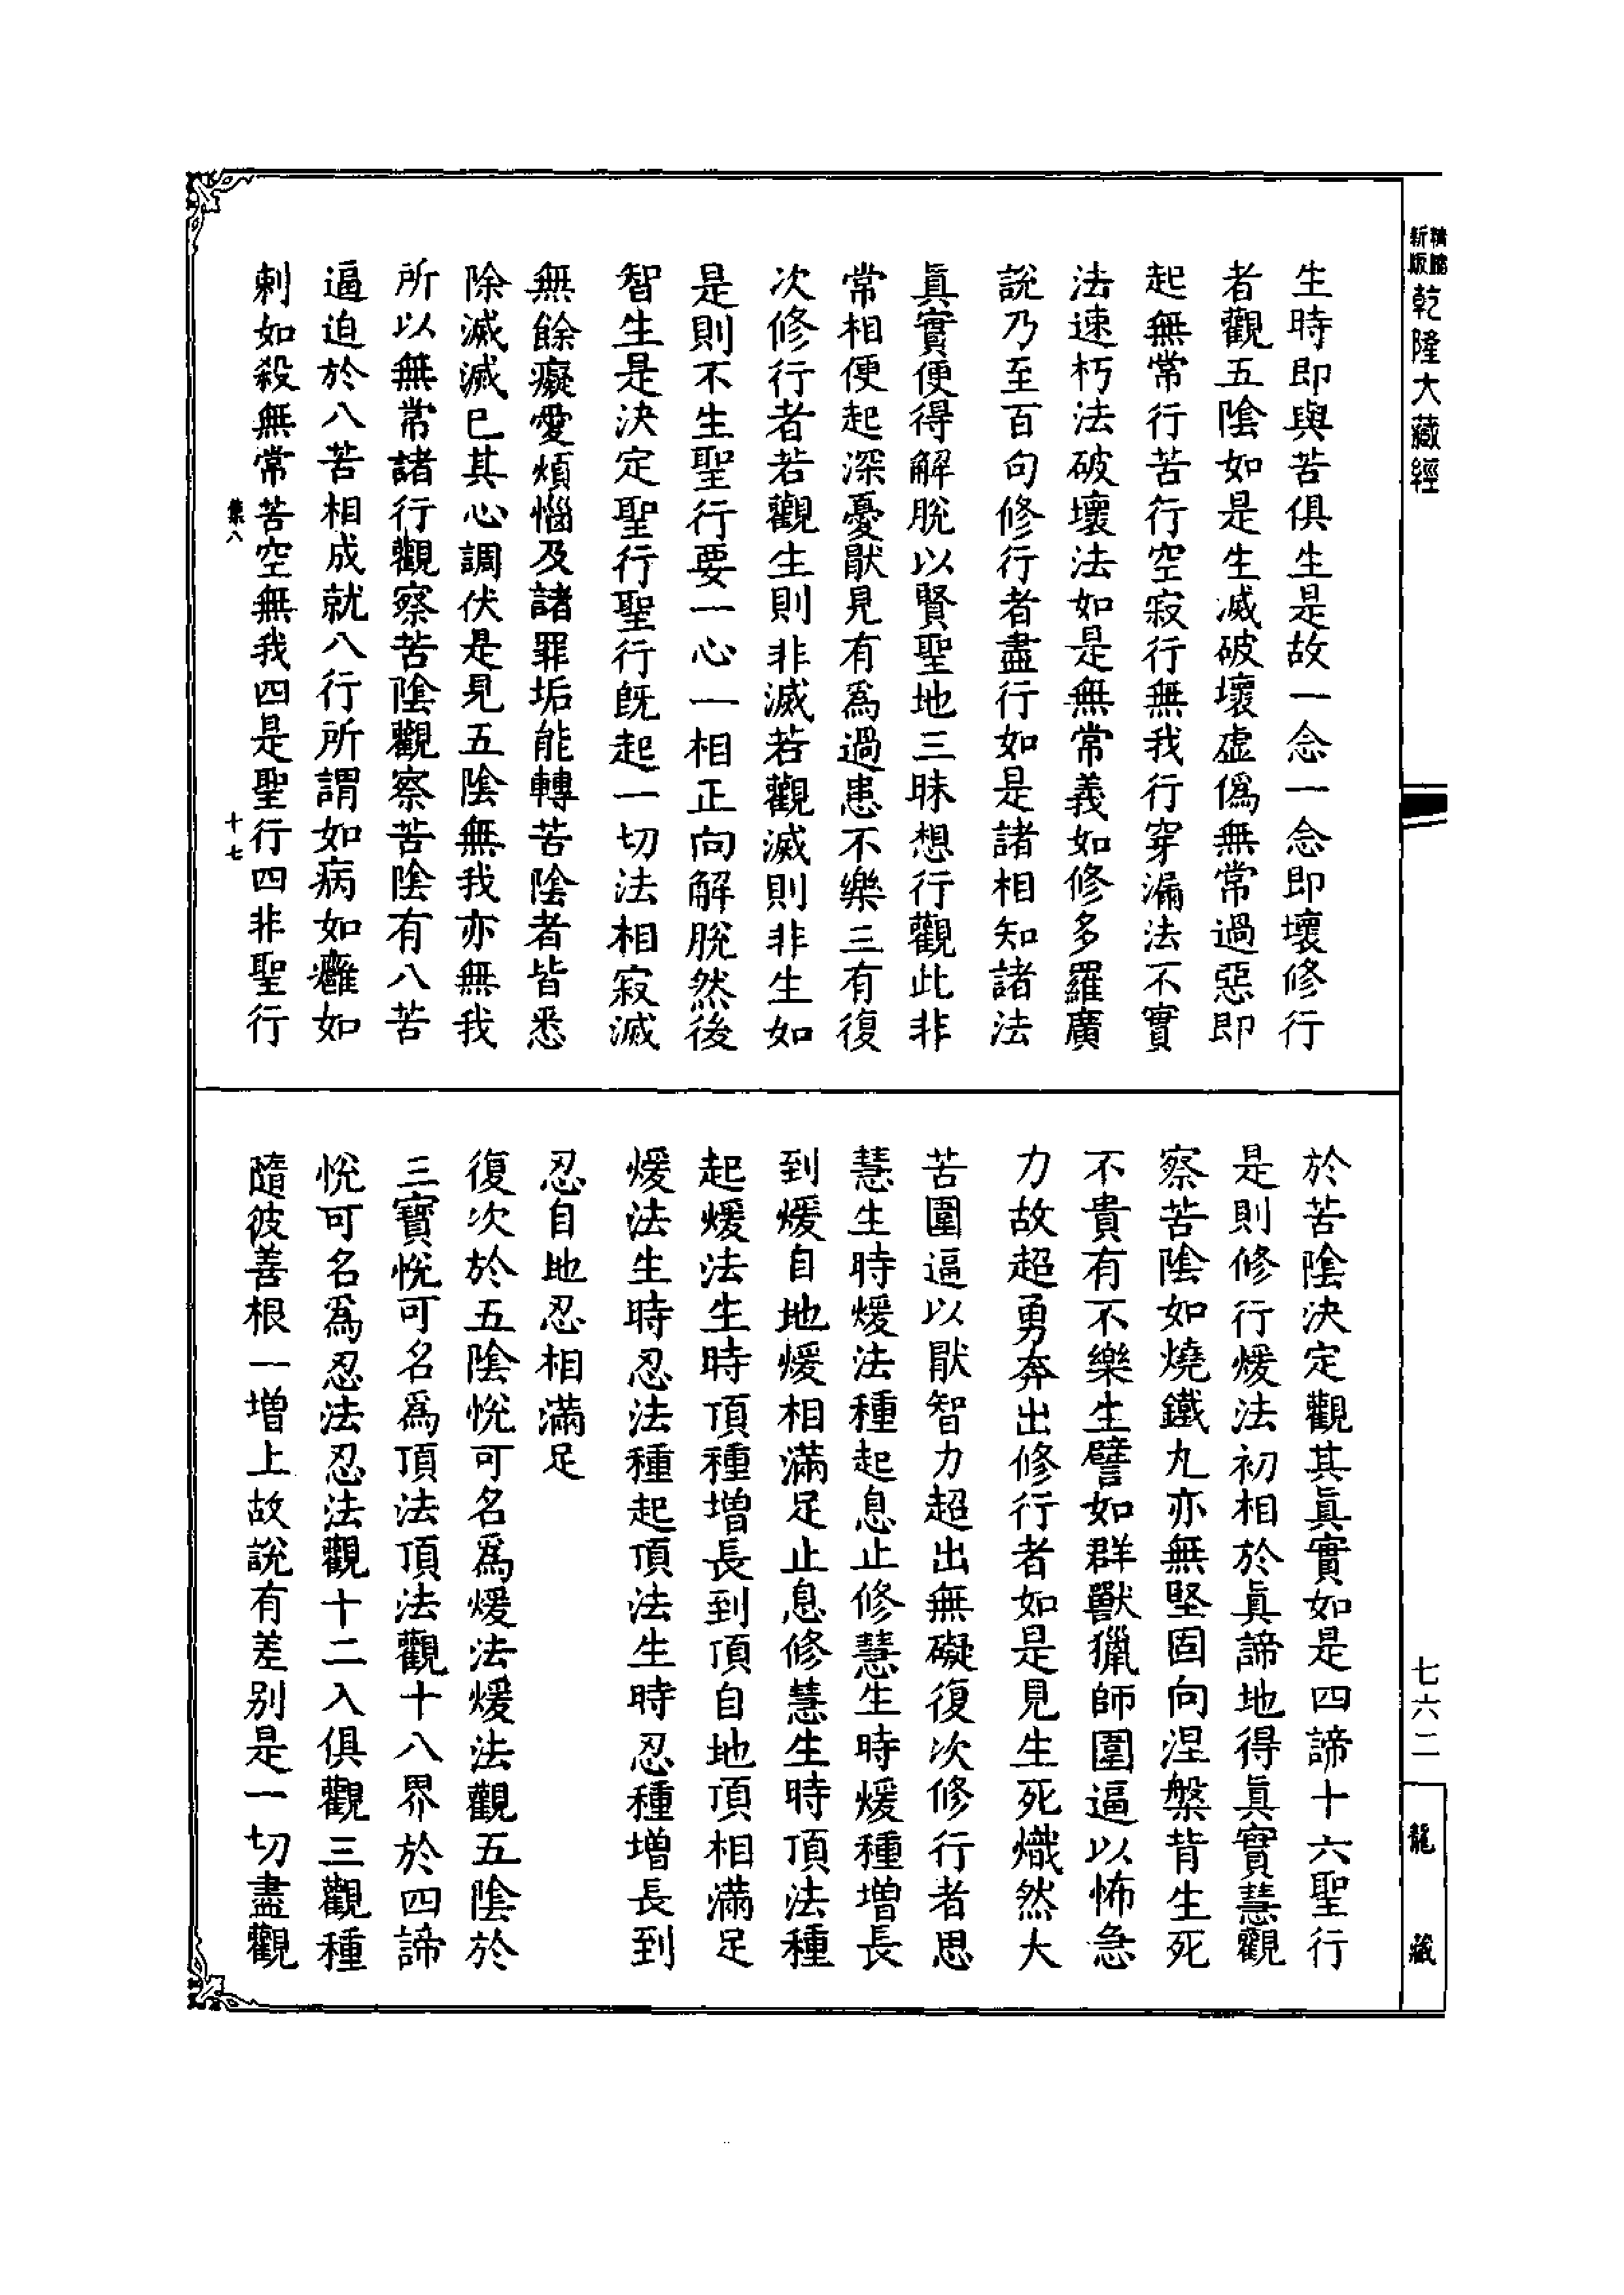 精縮
新版
乾隆大藏經
七六二
龍藏
生時即與苦俱生是故一念一念即壞修行
者觀五陰如是生滅破壞虛僞無常過惡即
起無常行苦行空寂行無我行穿漏法不實
法速朽法破壞法如是無常義如修多羅廣
說乃至百句修行者盡行如是諸相知諸法
眞實便得解脫以賢聖地三昧想行觀此非
常相便起深憂厭見有爲過患不樂三有復
次修行者若觀生則非滅若觀滅則非生如
是則不生聖行要一心一相正向解脫然後
智生是決定聖行聖行旣起一切法相寂滅
無餘癡愛煩惱及諸罪垢能轉苦陰者皆悉
除滅滅已其心調伏是見五陰無我亦無我
所以無常諸行觀察苦陰觀察苦陰有八苦
逼迫於八苦相成就八行所謂如病如癰如
刺如殺無常苦空無我四是聖行四非聖行
集八
十七
於苦陰決定觀其眞實如是四諦十六聖行
是則修行煖法初相於眞諦地得眞實慧觀
察苦陰如燒鐵丸亦無堅固向涅槃背生死
不貴有不樂生譬如群獸獵師圍逼以怖急
力故超勇奔出修行者如是見生死熾然大
苦圍逼以厭智力超出無礙復次修行者思
慧生時煖法種起息止修慧生時煖種增長
到煖自地煖相滿足止息修慧生時頂法種
起煖法生時頂種增長到頂自地頂相滿足
煖法生時忍法種起頂法生時忍種增長到
忍自地忍相滿足
復次於五陰悅可名爲煖法煖法觀五陰於
三寶悅可名爲頂法頂法觀十八界於四諦
悅可名爲忍法忍法觀十二入俱觀三觀種
隨彼善根一增上故說有差別是一切盡觀